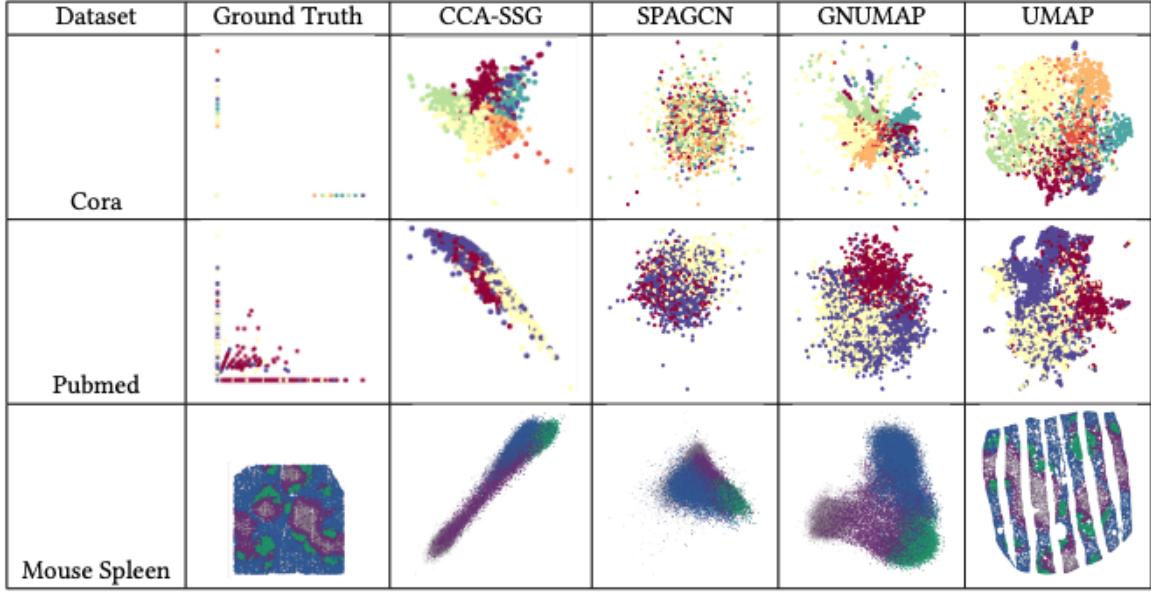 Dataset Ground Truth CCA-SSG SPAGCN GNUMAP UMAP
Cora
Pubmed
Mouse Spleen